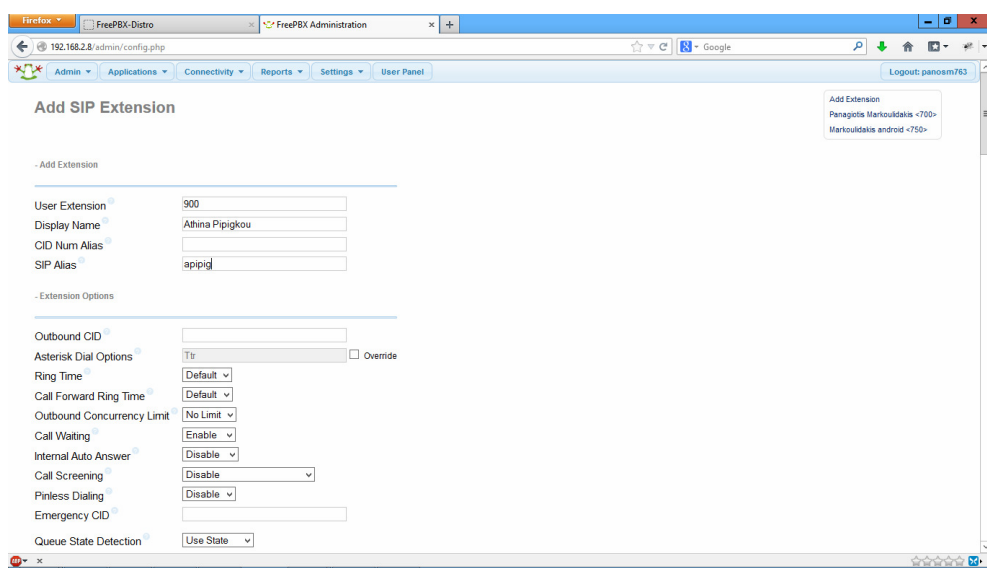 Firefox
FreePBX-Distro
FreePBX Administration
192.168.2.8/admin/config.php
Google
Admin Applications Connectivity Reports Settings User Panel Logout: panosm763
Add SIP Extension
Add Extension
Panagiotis Markoulidakis <700>
Markoulidakis android <750>
- Add Extension
User Extension 900
Display Name Athina Pipigkou
CID Num Alias
SIP Alias apipig
- Extension Options
Outbound CID
Asterisk Dial Options Ttr Override
Ring Time Default
Call Forward Ring Time Default
Outbound Concurrency Limit No Limit
Call Waiting Enable
Internal Auto Answer Disable
Call Screening Disable
Pinless Dialing Disable
Emergency CID
Queue State Detection Use State